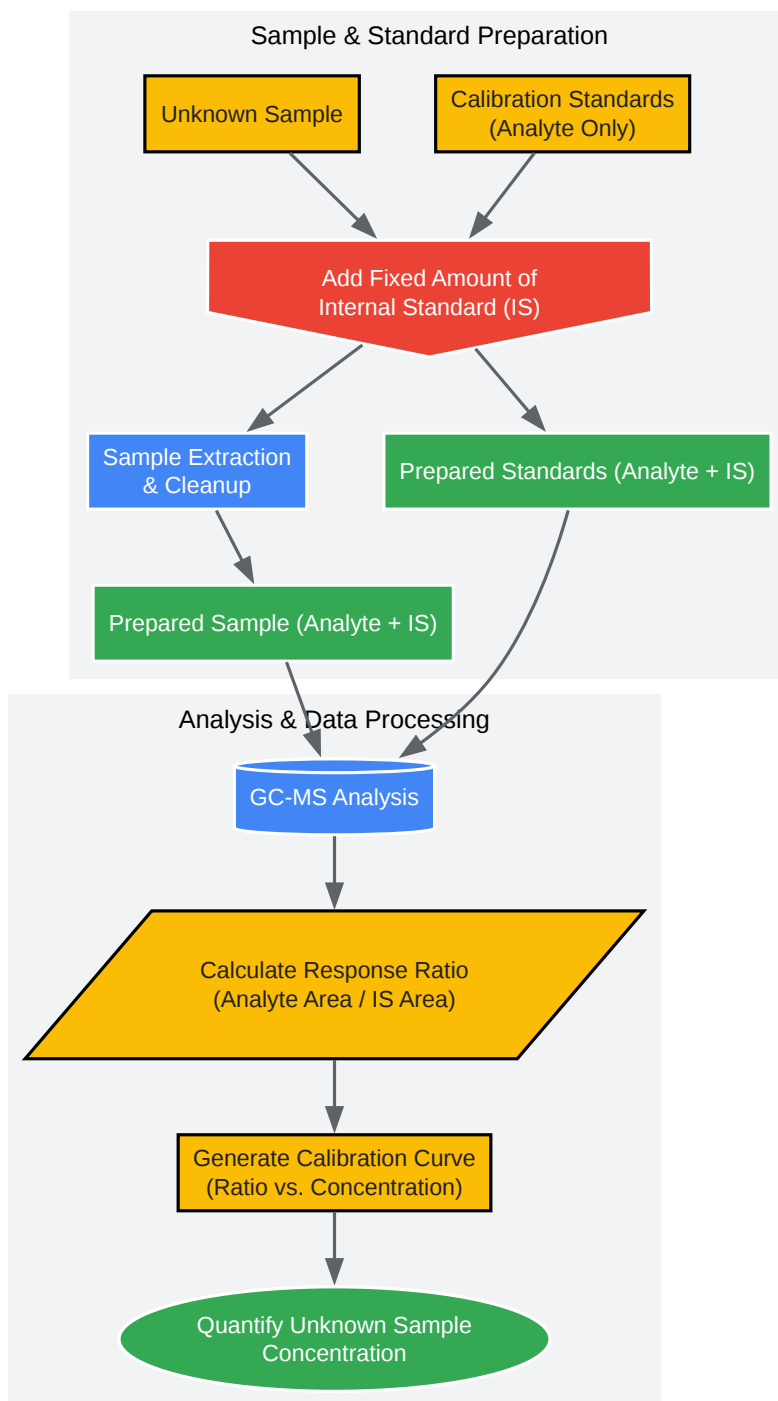 Sample & Standard Preparation
Unknown Sample
Calibration Standards
(Analyte Only)
Add Fixed Amount of
Internal Standard (IS)
Sample Extraction
& Cleanup
Prepared Standards (Analyte + IS)
Prepared Sample (Analyte + IS)
Analysis & Data Processing
GC-MS Analysis
Calculate Response Ratio
(Analyte Area / IS Area)
Generate Calibration Curve
(Ratio vs. Concentration)
Quantify Unknown Sample
Concentration